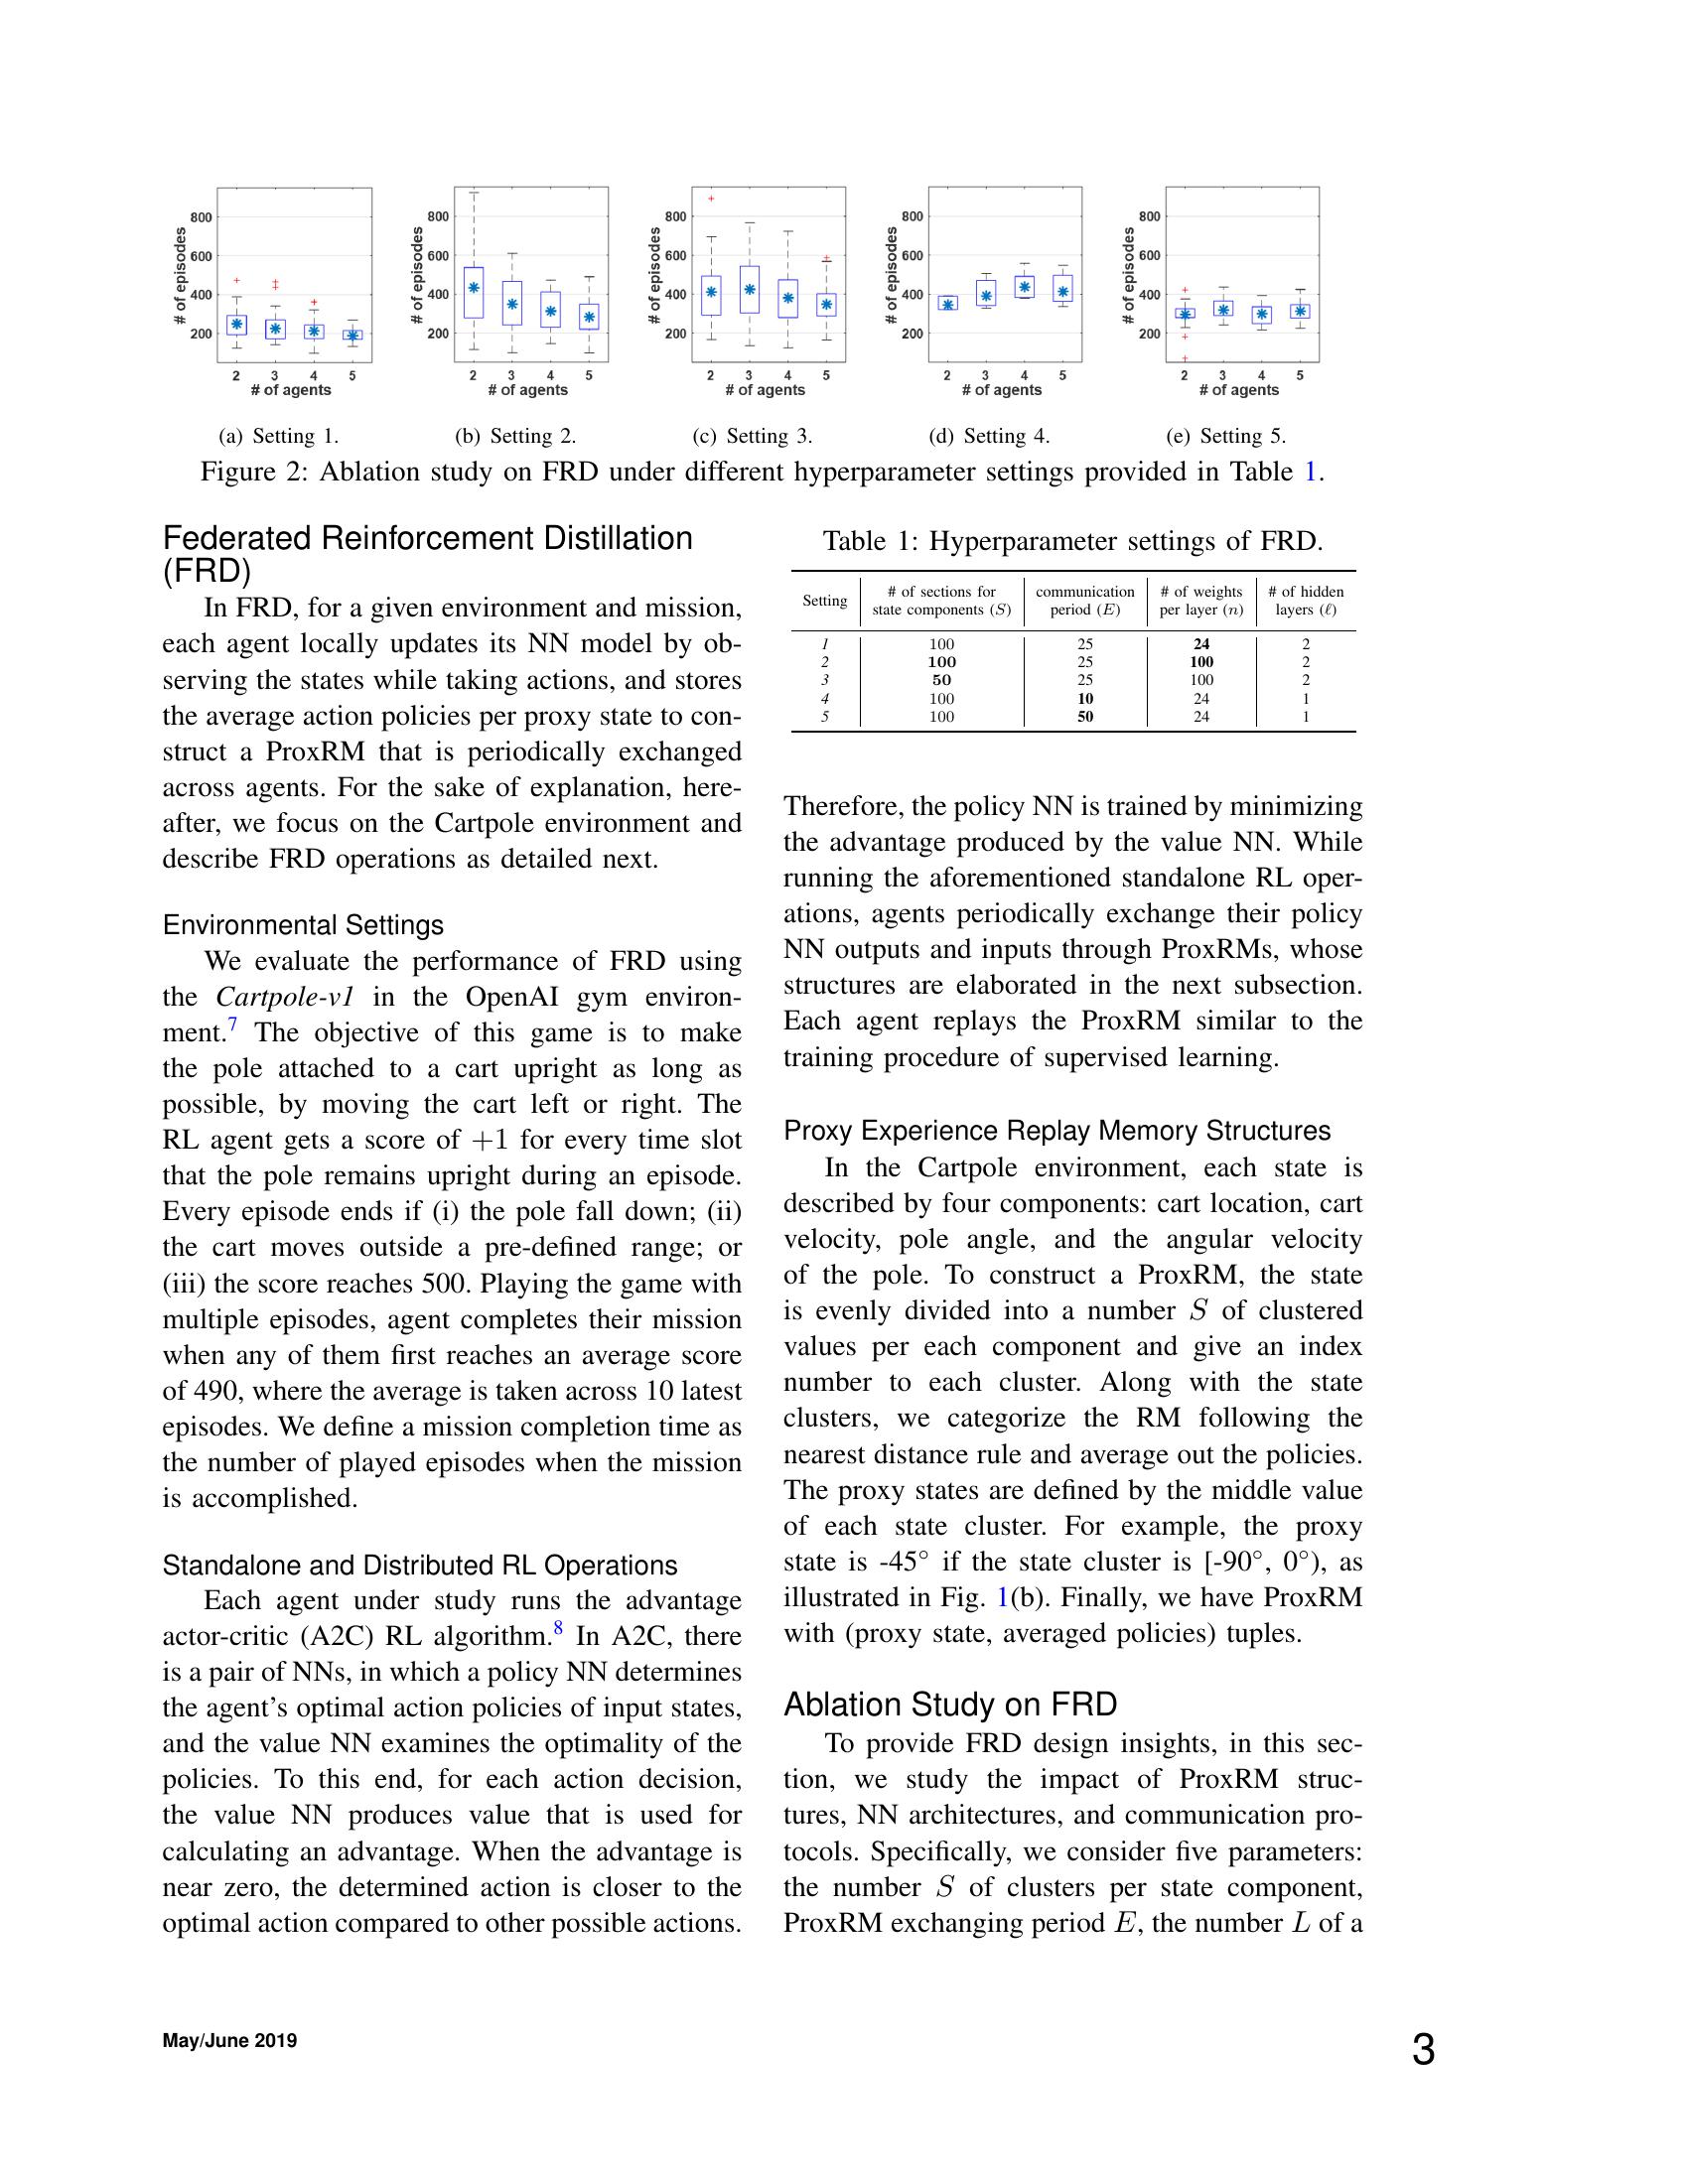 # of episodes
800
600
400
200
2 3 4 5
# of agents
(a) Setting 1.
# of episodes
800
600
400
200
2 3 4 5
# of agents
(b) Setting 2.
# of episodes
800
600
400
200
2 3 4 5
# of agents
(c) Setting 3.
# of episodes
800
600
400
200
2 3 4 5
# of agents
(d) Setting 4.
# of episodes
800
600
400
200
2 3 4 5
# of agents
(e) Setting 5.
Figure 2: Ablation study on FRD under different hyperparameter settings provided in Table 1.
Federated Reinforcement Distillation
(FRD)
In FRD, for a given environment and mission,
each agent locally updates its NN model by ob-
serving the states while taking actions, and stores
the average action policies per proxy state to con-
struct a ProxRM that is periodically exchanged
across agents. For the sake of explanation, here-
after, we focus on the Cartpole environment and
describe FRD operations as detailed next.
Environmental Settings
We evaluate the performance of FRD using
the Cartpole-v1 in the OpenAI gym environ-
ment.7 The objective of this game is to make
the pole attached to a cart upright as long as
possible, by moving the cart left or right. The
RL agent gets a score of +1 for every time slot
that the pole remains upright during an episode.
Every episode ends if (i) the pole fall down; (ii)
the cart moves outside a pre-defined range; or
(iii) the score reaches 500. Playing the game with
multiple episodes, agent completes their mission
when any of them first reaches an average score
of 490, where the average is taken across 10 latest
episodes. We define a mission completion time as
the number of played episodes when the mission
is accomplished.
Standalone and Distributed RL Operations
Each agent under study runs the advantage
actor-critic (A2C) RL algorithm.8 In A2C, there
is a pair of NNs, in which a policy NN determines
the agent's optimal action policies of input states,
and the value NN examines the optimality of the
policies. To this end, for each action decision,
the value NN produces value that is used for
calculating an advantage. When the advantage is
near zero, the determined action is closer to the
optimal action compared to other possible actions.
Table 1: Hyperparameter settings of FRD.
Setting | # of sections for state components (S) | communication period (E) | # of weights per layer (n) | # of hidden layers (ℓ)
1 100 25 24 2
2 100 25 100 2
3 50 25 100 2
4 100 10 24 1
5 100 50 24 1
Therefore, the policy NN is trained by minimizing
the advantage produced by the value NN. While
running the aforementioned standalone RL oper-
ations, agents periodically exchange their policy
NN outputs and inputs through ProxRMs, whose
structures are elaborated in the next subsection.
Each agent replays the ProxRM similar to the
training procedure of supervised learning.
Proxy Experience Replay Memory Structures
In the Cartpole environment, each state is
described by four components: cart location, cart
velocity, pole angle, and the angular velocity
of the pole. To construct a ProxRM, the state
is evenly divided into a number S of clustered
values per each component and give an index
number to each cluster. Along with the state
clusters, we categorize the RM following the
nearest distance rule and average out the policies.
The proxy states are defined by the middle value
of each state cluster. For example, the proxy
state is -45° if the state cluster is [-90°, 0°), as
illustrated in Fig. 1(b). Finally, we have ProxRM
with (proxy state, averaged policies) tuples.
Ablation Study on FRD
To provide FRD design insights, in this sec-
tion, we study the impact of ProxRM struc-
tures, NN architectures, and communication pro-
tocols. Specifically, we consider five parameters:
the number S of clusters per state component,
ProxRM exchanging period E, the number L of a
May/June 2019
3